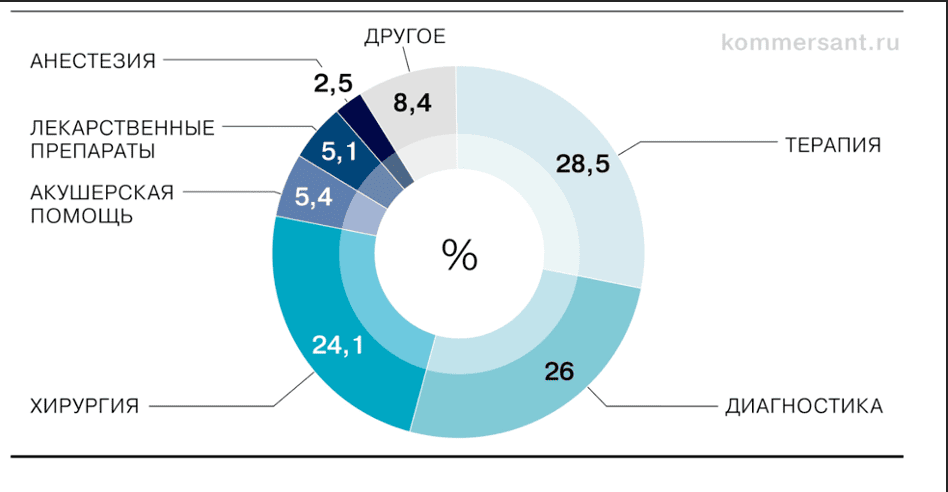 ДРУГОЕ
kommersant.ru
АНЕСТЕЗИЯ
2,5
8,4
ЛЕКАРСТВЕННЫЕ
ПРЕПАРАТЫ
5,1
28,5
ТЕРАПИЯ
АКУШЕРСКАЯ
ПОМОЩЬ
5,4
%
24,1
26
ХИРУРГИЯ
ДИАГНОСТИКА